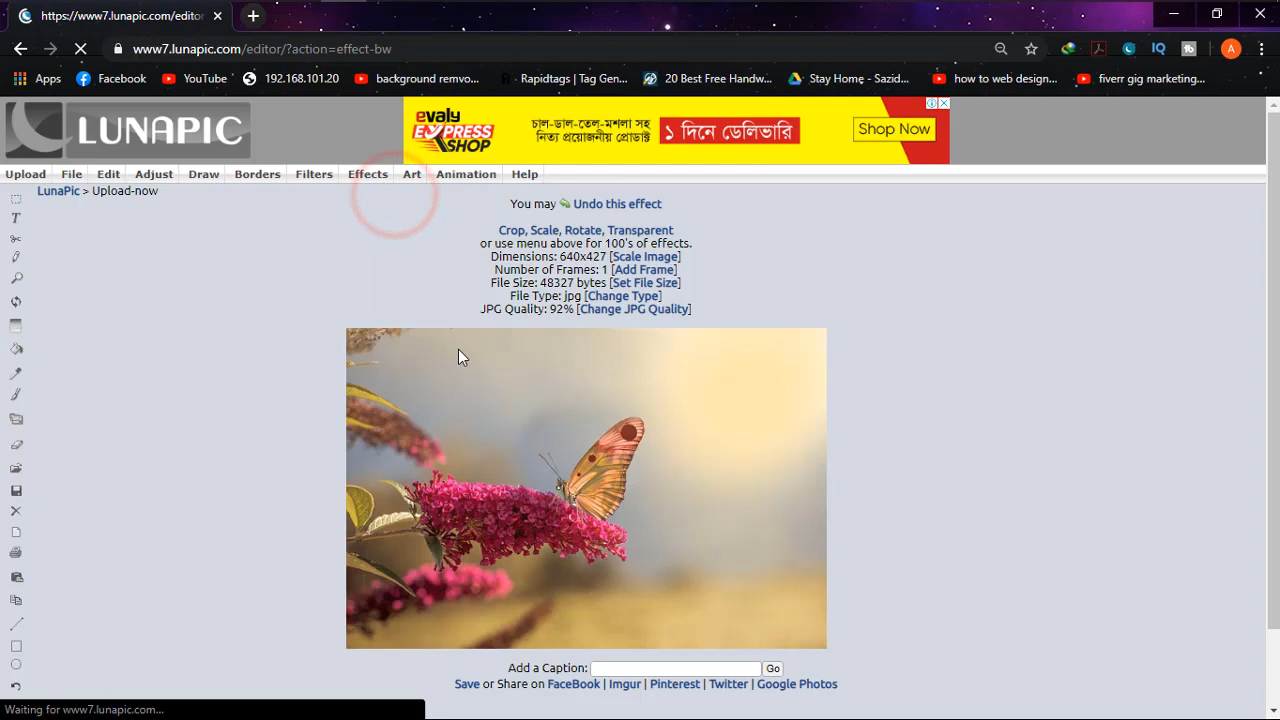 https://www7.lunapic.com/editor
www7.lunapic.com/editor/?action=effect-bw
Apps Facebook YouTube 192.168.101.20 background remvo... Rapidtags | Tag Gen... 20 Best Free Handw... Stay Home - Sazid... how to web design... fiverr gig marketing...
LUNAPIC
evaly EXPRESS SHOP
চাল-ডাল-তেল-মশলা সহ
নিত্য প্রয়োজনীয় প্রোডাক্ট
১ দিনে ডেলিভারি
Shop Now
Upload File Edit Adjust Draw Borders Filters Effects Art Animation Help
LunaPic > Upload-now
You may Undo this effect
Crop, Scale, Rotate, Transparent
or use menu above for 100's of effects.
Dimensions: 640x427 [Scale Image]
Number of Frames: 1 [Add Frame]
File Size: 48327 bytes [Set File Size]
File Type: jpg [Change Type]
JPG Quality: 92% [Change JPG Quality]
Add a Caption: Go
Save or Share on FaceBook | Imgur | Pinterest | Twitter | Google Photos
Waiting for www7.lunapic.com...